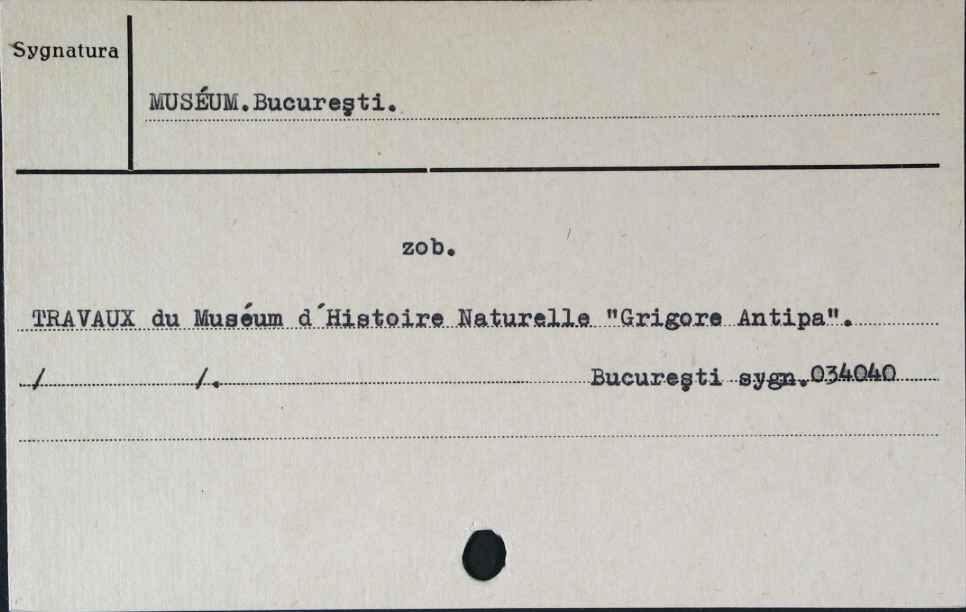 Sygnatura
MUSÉUM.Bucureşti.
zob.
TRAVAUX du Muséum d´Histoire Naturelle "Grigore Antipa".
/ /. Bucureşti sygn.034040